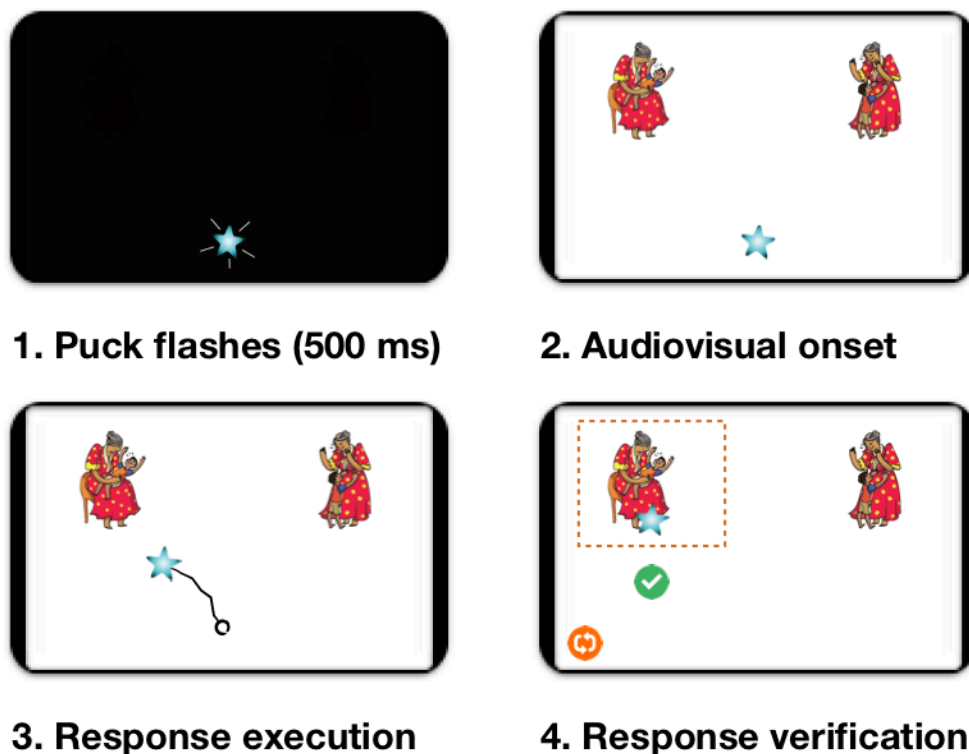 1. Puck flashes (500 ms)
2. Audiovisual onset
3. Response execution
4. Response verification